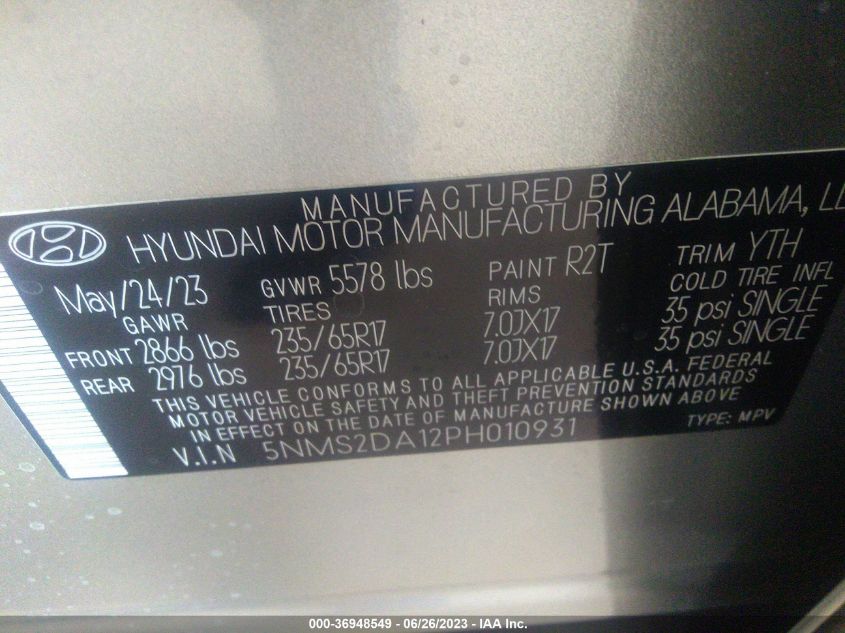 MANUFACTURED BY
HYUNDAI MOTOR MANUFACTURING ALABAMA, LL
May/24/23 GVWR 5578 lbs PAINT R2T TRIM YTH
GAWR TIRES RIMS COLD TIRE INFL
FRONT 2866 lbs 235/65R17 7.0JX17 35 psi SINGLE
REAR 2976 lbs 235/65R17 7.0JX17 35 psi SINGLE
THIS VEHICLE CONFORMS TO ALL APPLICABLE U.S.A. FEDERAL
MOTOR VEHICLE SAFETY AND THEFT PREVENTION STANDARDS
IN EFFECT ON THE DATE OF MANUFACTURE SHOWN ABOVE
V.I.N 5NMS2DA12PH010931 TYPE: MPV
000-36948549 - 06/26/2023 - IAA Inc.